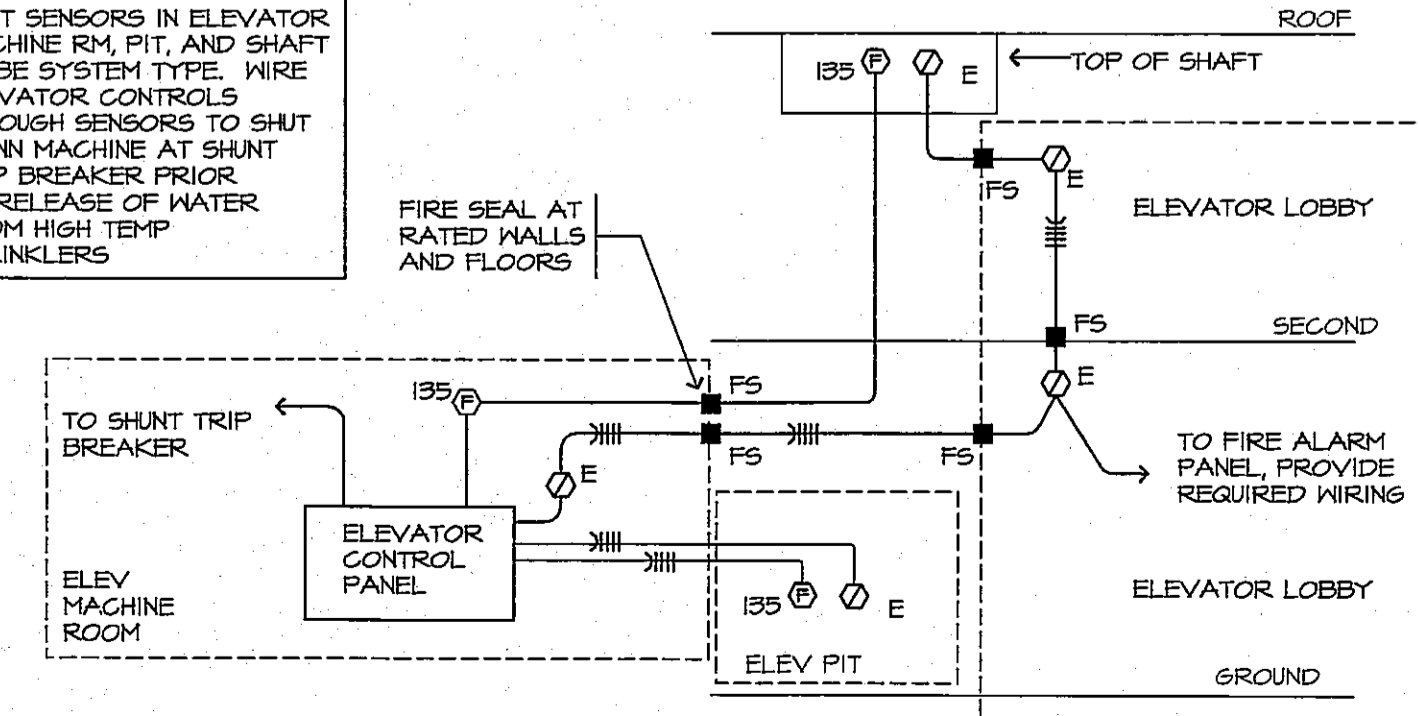 T SENSORS IN ELEVATOR
CHINE RM, PIT, AND SHAFT
BE SYSTEM TYPE. WIRE
VATOR CONTROLS
OUGH SENSORS TO SHUT
NN MACHINE AT SHUNT
P BREAKER PRIOR
RELEASE OF WATER
OM HIGH TEMP
INKLERS
ROOF
135 F E
TOP OF SHAFT
FS
E
ELEVATOR LOBBY
FIRE SEAL AT
RATED WALLS
AND FLOORS
FS
SECOND
E
135 F
FS
TO SHUNT TRIP
BREAKER
FS
FS
TO FIRE ALARM
PANEL, PROVIDE
REQUIRED WIRING
E
ELEVATOR
CONTROL
PANEL
ELEV
MACHINE
ROOM
135 F E
ELEVATOR LOBBY
ELEV PIT
GROUND